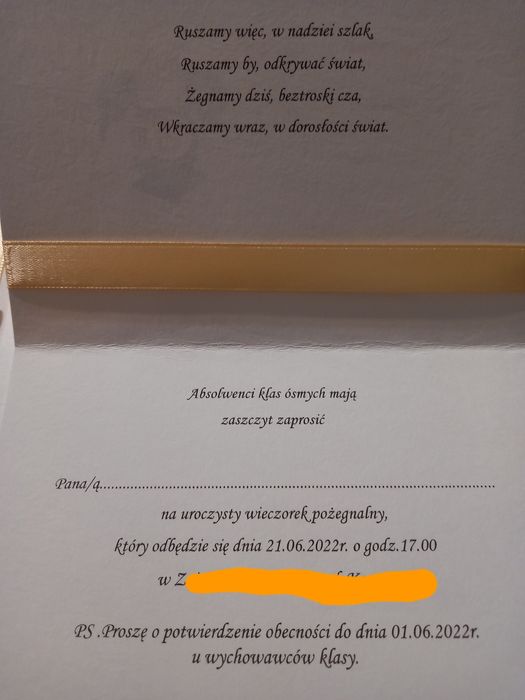 Ruszamy więc, w nadziei szlak,
Ruszamy by, odkrywać świat,
Żegnamy dziś, beztroski cza,
Wkraczamy wraz, w dorosłości świat.
Absolwenci klas ósmych mają
zaszczyt zaprosić
Pana/ą..........................................................................................
na uroczysty wieczorek pożegnalny,
który odbędzie się dnia 21.06.2022r. o godz.17.00
w
PS .Proszę o potwierdzenie obecności do dnia 01.06.2022r.
u wychowawców klasy.